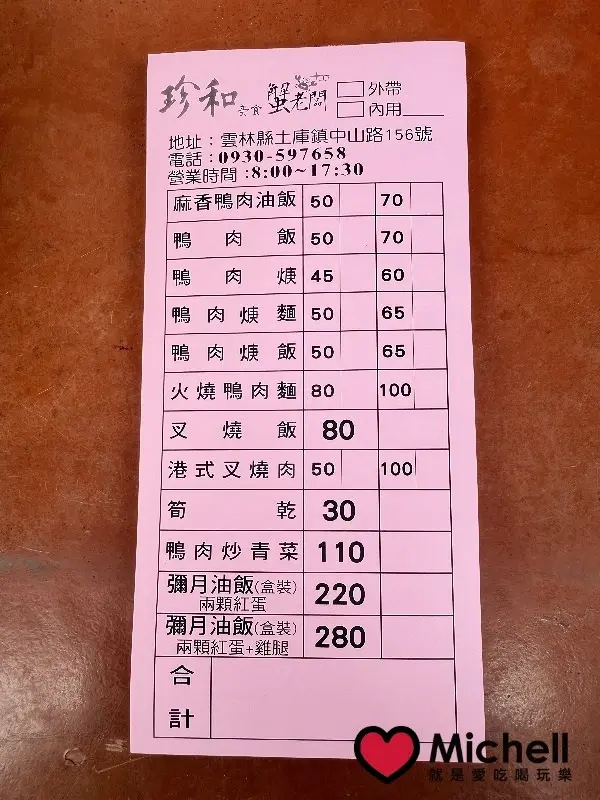 珍和 美食 蟹老闆 外帶
內用
地址：雲林縣土庫鎮中山路156號
電話：0930-597658
營業時間：8:00~17:30
麻香鴨肉油飯 50 70
鴨肉飯 50 70
鴨肉焿 45 60
鴨肉焿麵 50 65
鴨肉焿飯 50 65
火燒鴨肉麵 80 100
叉燒飯 80
港式叉燒肉 50 100
筍乾 30
鴨肉炒青菜 110
彌月油飯(盒裝) 220
兩顆紅蛋
彌月油飯(盒裝) 280
兩顆紅蛋+雞腿
合計
Michell
就是愛吃喝玩樂